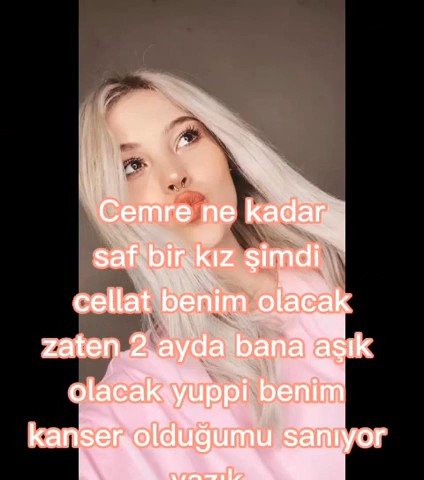 Cemre ne kadar
saf bir kız şimdi
cellat benim olacak
zaten 2 ayda bana aşık
olacak yuppi benim
kanser olduğumu sanıyor
yazık